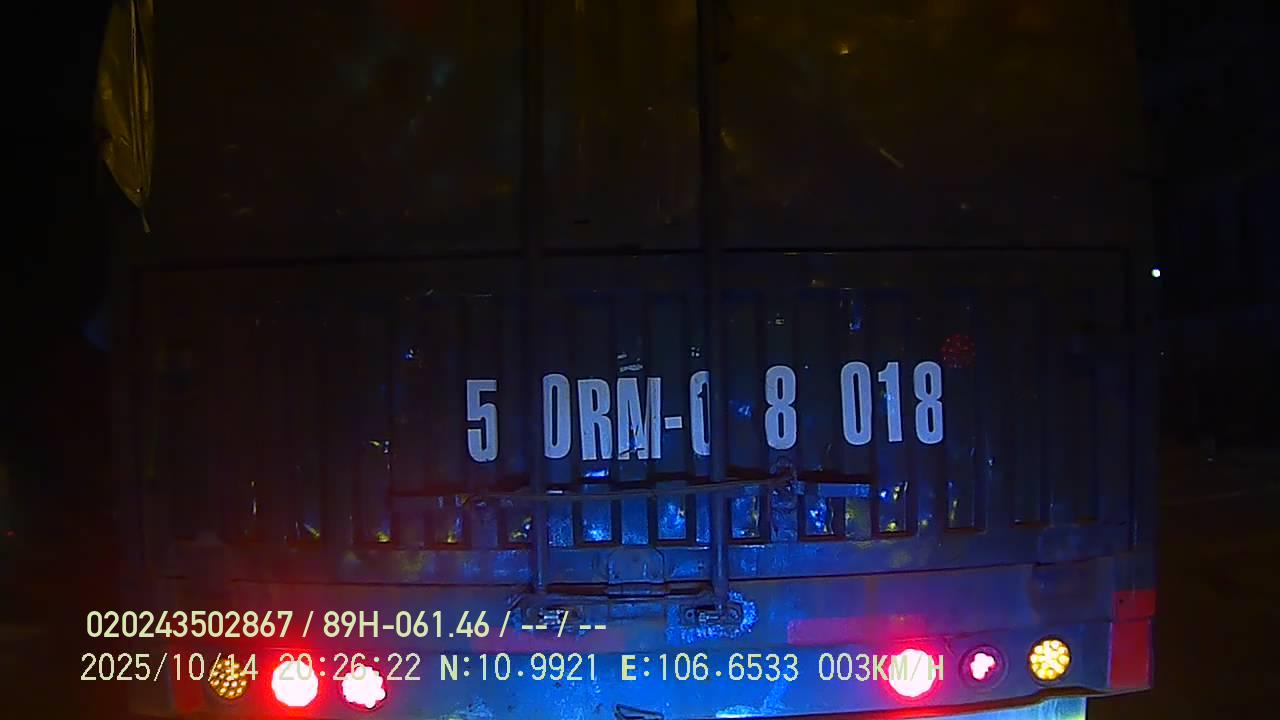 5 0RM-0 8 018
020243502867 / 89H-061.46 / -- / --
2025/10/14 20:26:22 N:10.9921 E:106.6533 003KM/H